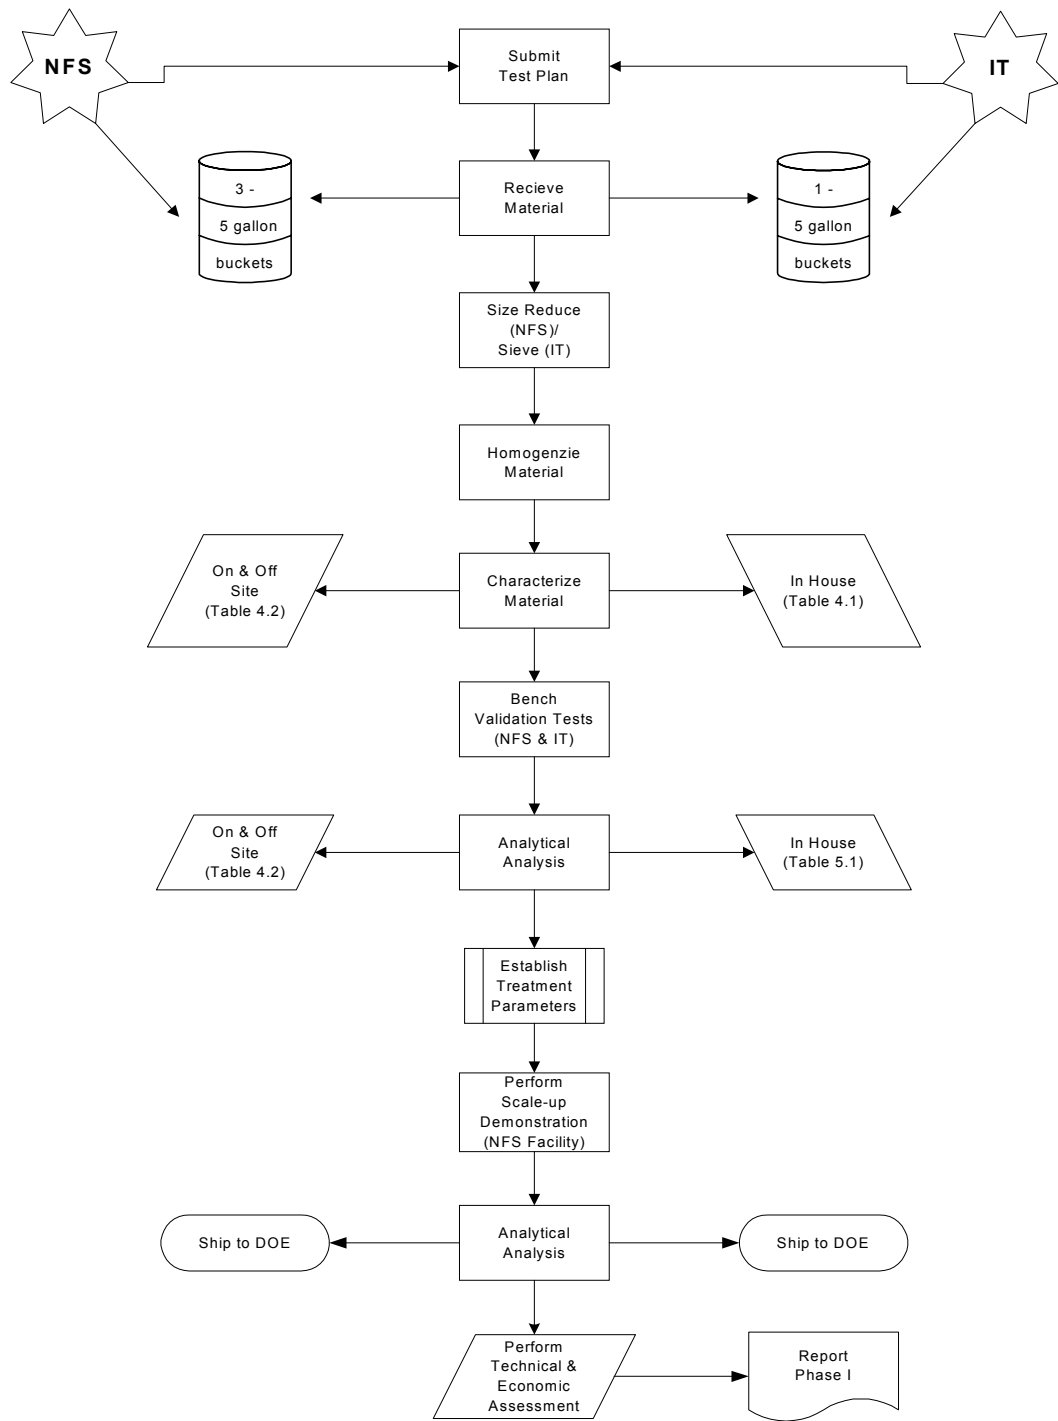 NFS
Submit
Test Plan
IT
3 -
5 gallon
buckets
Recieve
Material
1 -
5 gallon
buckets
Size Reduce
(NFS)/
Sieve (IT)
Homogenzie
Material
On & Off
Site
(Table 4.2)
Characterize
Material
In House
(Table 4.1)
Bench
Validation Tests
(NFS & IT)
On & Off
Site
(Table 4.2)
Analytical
Analysis
In House
(Table 5.1)
Establish
Treatment
Parameters
Perform
Scale-up
Demonstration
(NFS Facility)
Ship to DOE
Analytical
Analysis
Ship to DOE
Perform
Technical &
Economic
Assessment
Report
Phase I